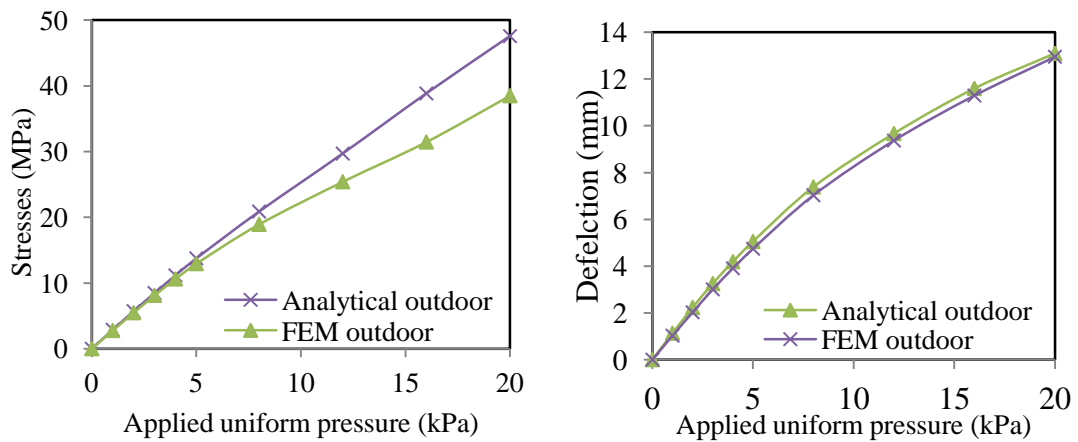 50
40
30
20
10
0
Stresses (MPa)
Analytical outdoor
FEM outdoor
0 5 10 15 20
Applied uniform pressure (kPa)
14
12
10
8
6
4
2
0
Defelction (mm)
Analytical outdoor
FEM outdoor
0 5 10 15 20
Applied uniform pressure (kPa)